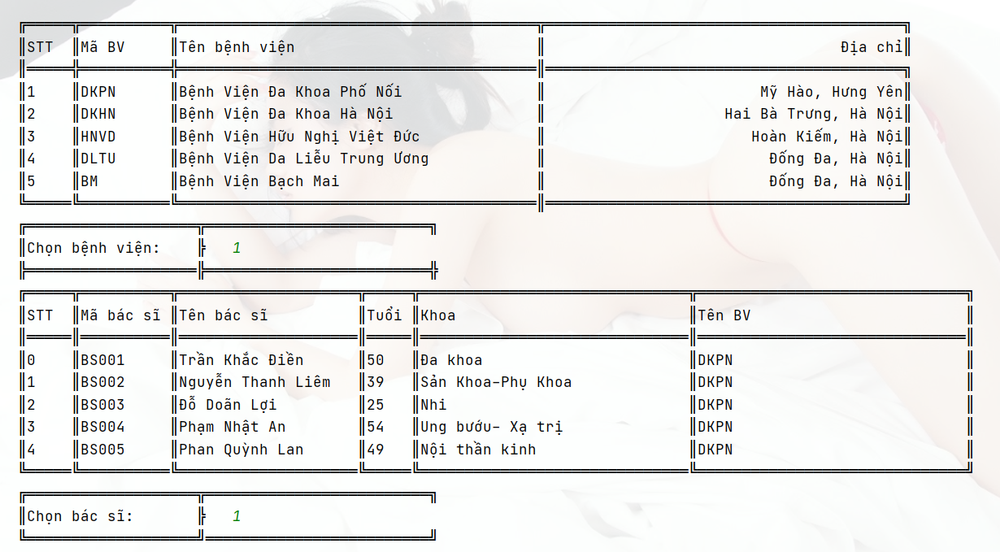 STT Mã BV Tên bệnh viện Địa chỉ
1 DKPN Bệnh Viện Đa Khoa Phố Nối Mỹ Hào, Hưng Yên
2 DKHN Bệnh Viện Đa Khoa Hà Nội Hai Bà Trưng, Hà Nội
3 HNVD Bệnh Viện Hữu Nghị Việt Đức Hoàn Kiếm, Hà Nội
4 DLTU Bệnh Viện Da Liễu Trung Ương Đống Đa, Hà Nội
5 BM Bệnh Viện Bạch Mai Đống Đa, Hà Nội
Chọn bệnh viện: 1
STT Mã bác sĩ Tên bác sĩ Tuổi Khoa Tên BV
0 BS001 Trần Khắc Điền 50 Đa khoa DKPN
1 BS002 Nguyễn Thanh Liêm 39 Sản Khoa-Phụ Khoa DKPN
2 BS003 Đỗ Doãn Lợi 25 Nhi DKPN
3 BS004 Phạm Nhật An 54 Ung bướu- Xạ trị DKPN
4 BS005 Phan Quỳnh Lan 49 Nội thần kinh DKPN
Chọn bác sĩ: 1